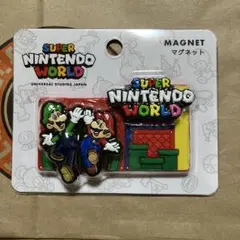 SUPER
NINTENDO
WORLD
UNIVERSAL STUDIOS JAPAN
MAGNET
マグネット
SUPER
NINTENDO
WORLD